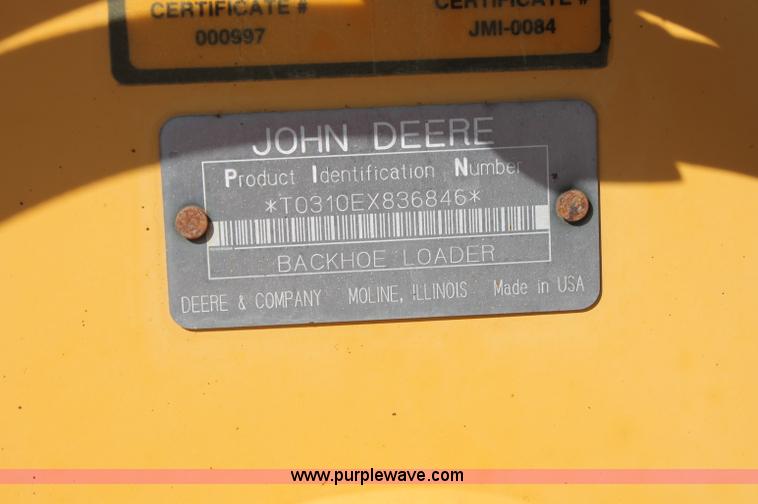 CERTIFICATE # CERTIFICATE #
000997 JMI-0084
JOHN DEERE
Product Identification Number
*T0310EX836846*
BACKHOE LOADER
DEERE & COMPANY MOLINE, ILLINOIS Made in USA
www.purplewave.com